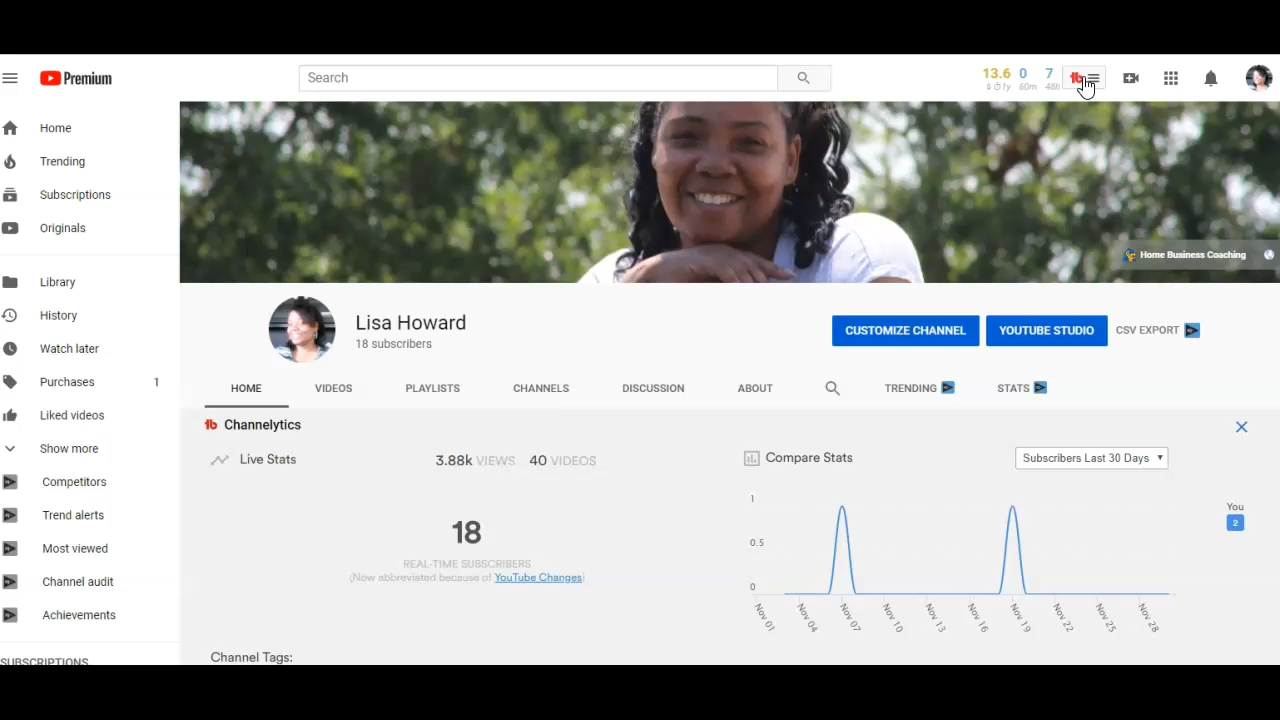 Premium
Search
13.6 0 7
1y 60m 48h
Home
Trending
Subscriptions
Originals
Library
History
Watch later
Purchases 1
Liked videos
Show more
Competitors
Trend alerts
Most viewed
Channel audit
Achievements
SUBSCRIPTIONS
Home Business Coaching
Lisa Howard
18 subscribers
CUSTOMIZE CHANNEL
YOUTUBE STUDIO
CSV EXPORT
HOME VIDEOS PLAYLISTS CHANNELS DISCUSSION ABOUT TRENDING STATS
tb Channelytics
Live Stats
3.88k VIEWS 40 VIDEOS
18
REAL-TIME SUBSCRIBERS
(Now abbreviated because of YouTube Changes)
Compare Stats
Subscribers Last 30 Days
1
0.5
0
Nov 01 Nov 04 Nov 07 Nov 10 Nov 13 Nov 16 Nov 19 Nov 22 Nov 25 Nov 28
You
2
Channel Tags: